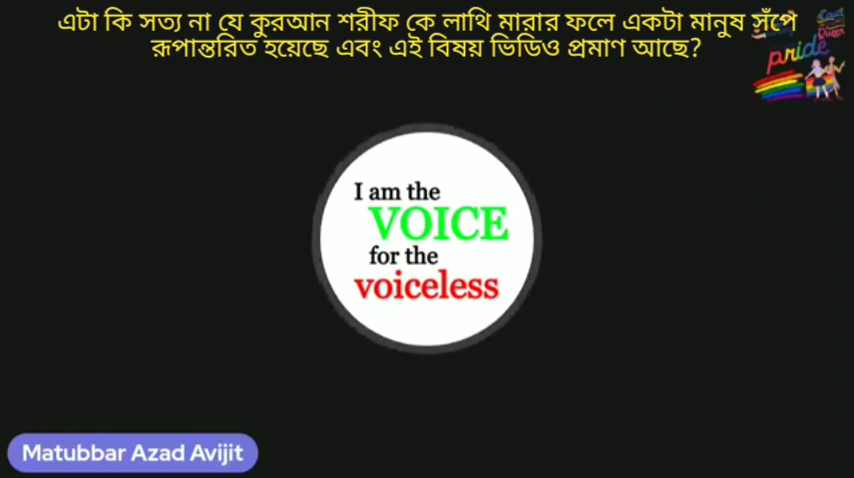 এটা কি সত্য না যে কুরআন শরীফ কে লাথি মারার ফলে একটা মানুষ সঁপে
রূপান্তরিত হয়েছে এবং এই বিষয় ভিডিও প্রমাণ আছে?
pride
I am the
VOICE
for the
voiceless
Matubbar Azad Avijit